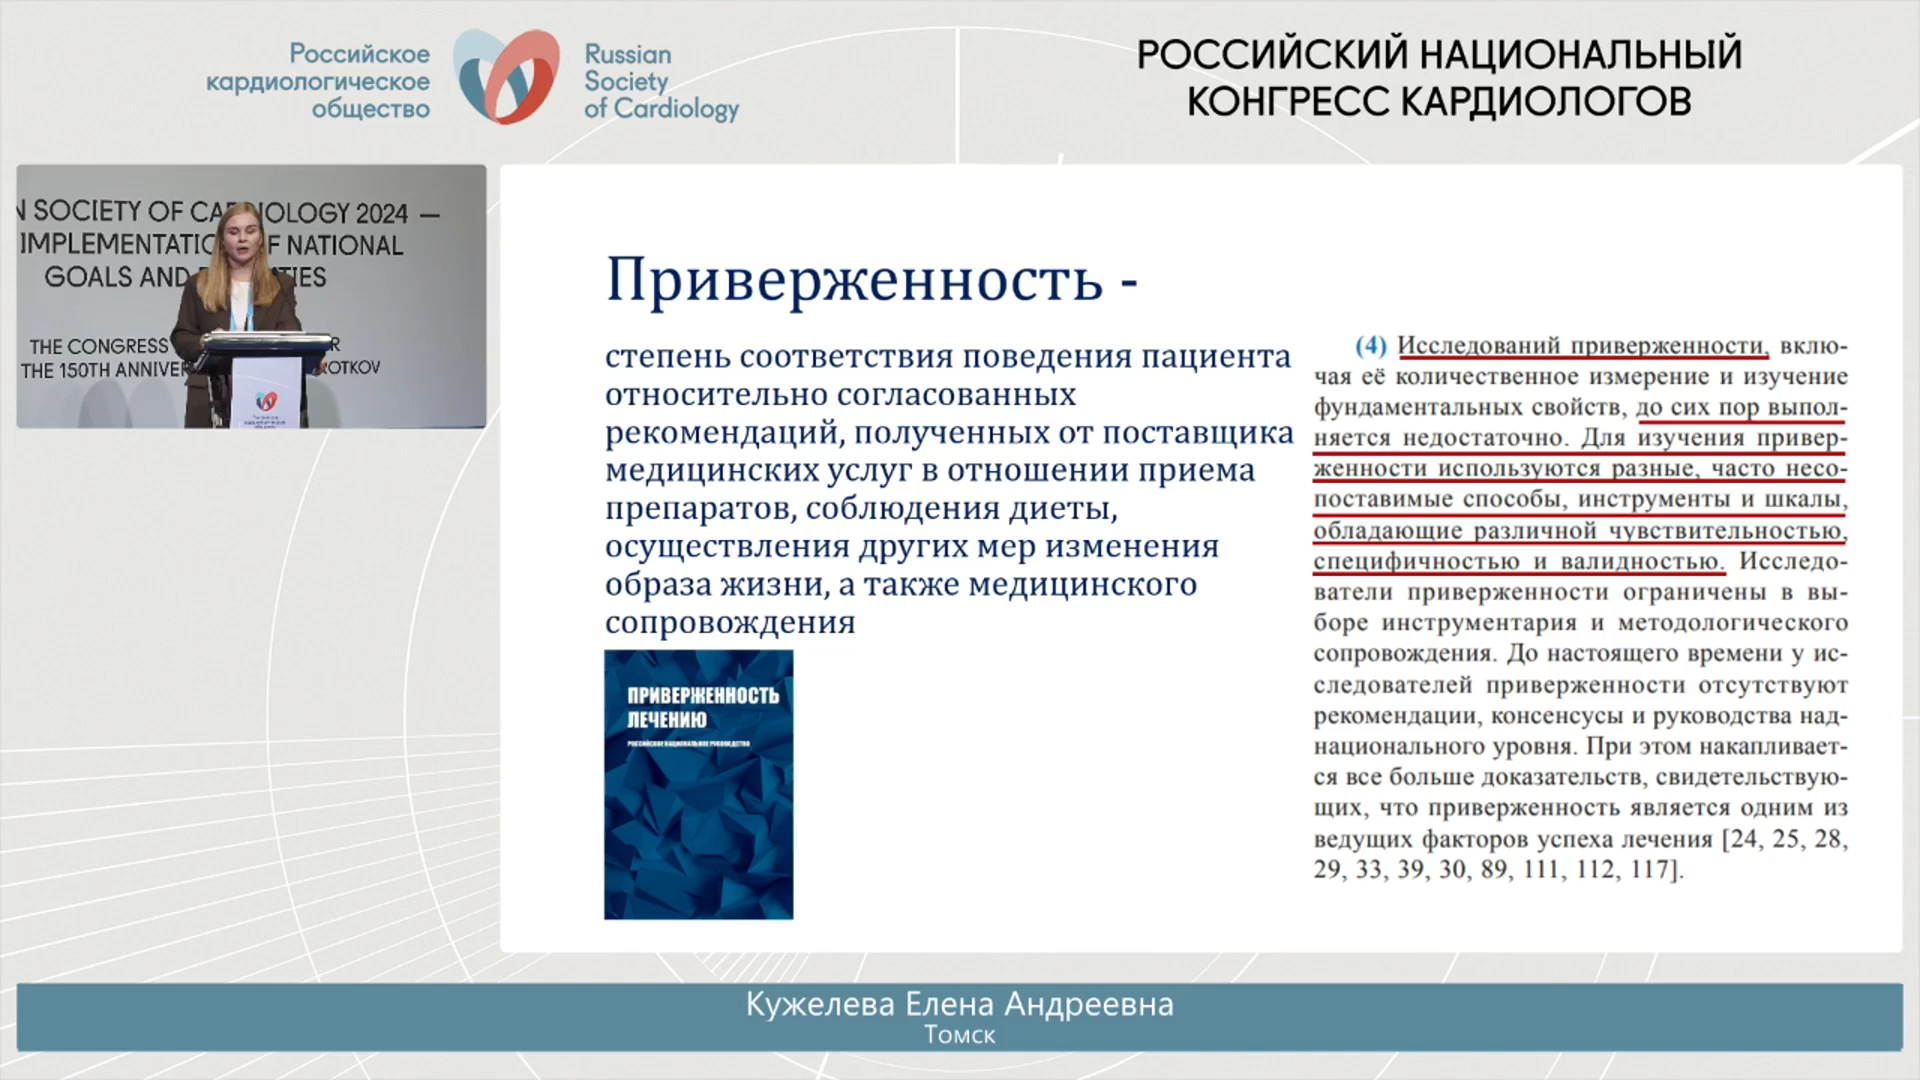 Российское
кардиологическое
общество
Russian
Society
of Cardiology
РОССИЙСКИЙ НАЦИОНАЛЬНЫЙ
КОНГРЕСС КАРДИОЛОГОВ
SOCIETY OF CARDIOLOGY 2024 —
IMPLEMENTATION OF NATIONAL
GOALS AND
THE CONGRESS
THE 150TH
Приверженность -
степень соответствия поведения пациента
относительно согласованных
рекомендаций, полученных от поставщика
медицинских услуг в отношении приема
препаратов, соблюдения диеты,
осуществления других мер изменения
образа жизни, а также медицинского
сопровождения
ПРИВЕРЖЕННОСТЬ
ЛЕЧЕНИЮ
РОССИЙСКОЕ НАЦИОНАЛЬНОЕ РУКОВОДСТВО
(4) Исследований приверженности, вклю-
чая её количественное измерение и изучение
фундаментальных свойств, до сих пор выпол-
няется недостаточно. Для изучения привер-
женности используются разные, часто несо-
поставимые способы, инструменты и шкалы,
обладающие различной чувствительностью,
специфичностью и валидностью. Исследо-
ватели приверженности ограничены в вы-
боре инструментария и методологического
сопровождения. До настоящего времени у ис-
следователей приверженности отсутствуют
рекомендации, консенсусы и руководства над-
национального уровня. При этом накапливает-
ся все больше доказательств, свидетельствую-
щих, что приверженность является одним из
ведущих факторов успеха лечения [24, 25, 28,
29, 33, 39, 30, 89, 111, 112, 117].
Кужелева Елена Андреевна
Томск